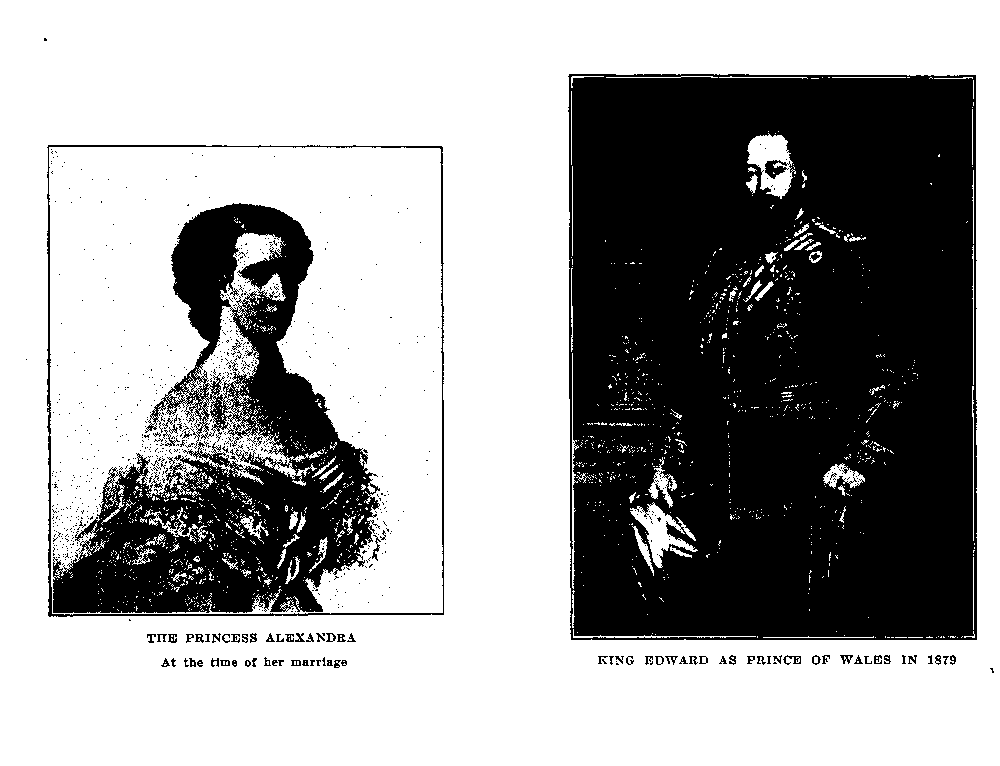 THE PRINCESS ALEXANDRA
At the time of her marriage
KING EDWARD AS PRINCE OF WALES IN 1879